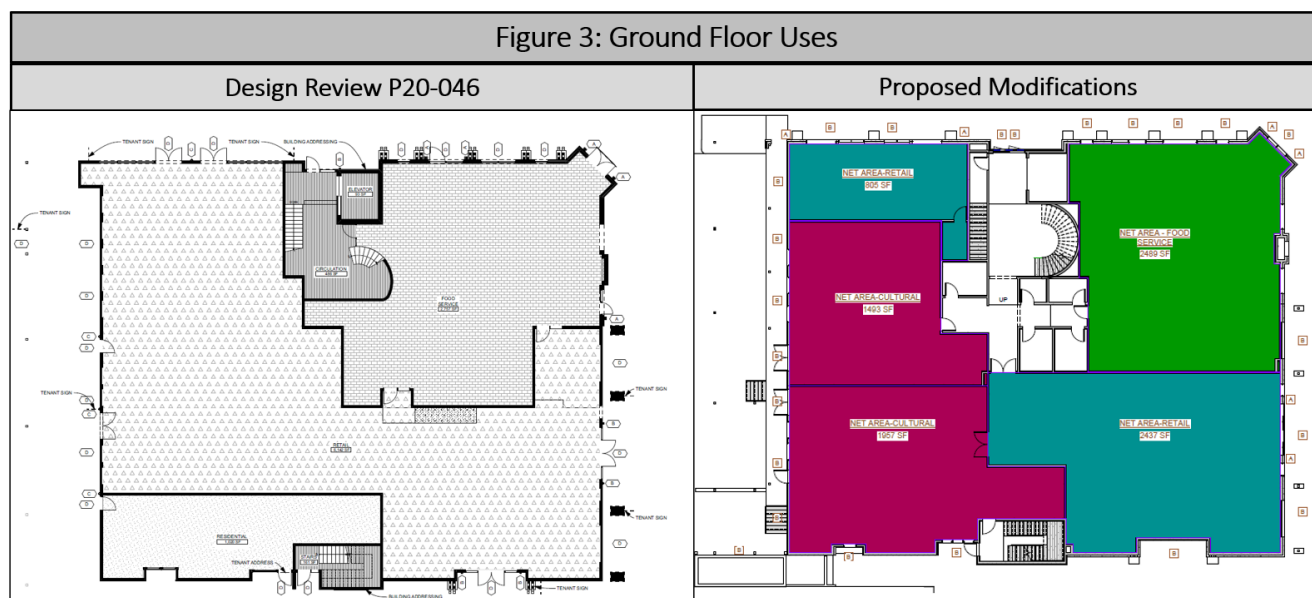 Figure 3: Ground Floor Uses
Design Review P20-046
Proposed Modifications
TENANT SIGN
TENANT SIGN
BUILDING ADDRESSING
TENANT SIGN
ELEVATOR
CIRCULATION
FOOD
SERVICE
TENANT SIGN
TENANT SIGN
RETAIL
TENANT SIGN
RESIDENTIAL
STAIR
TENANT ADDRESS
BUILDING ADDRESSING
TENANT SIGN
NET AREA-RETAIL
805 SF
NET AREA - FOOD
SERVICE
2489 SF
NET AREA-CULTURAL
1493 SF
UP
NET AREA-CULTURAL
1957 SF
NET AREA-RETAIL
2437 SF